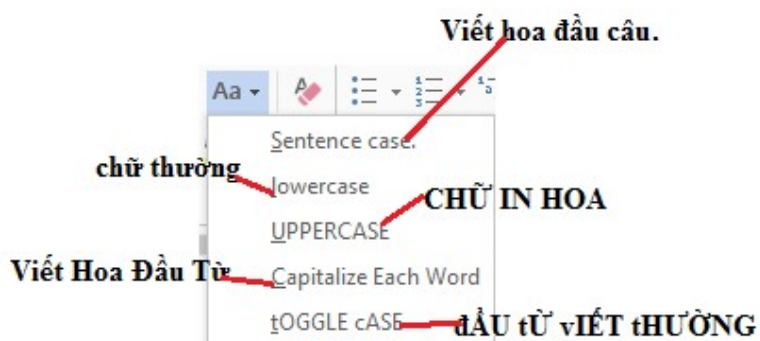 Viết hoa đầu câu.
Aa
Sentence case.
chữ thường
lowercase
CHỮ IN HOA
UPPERCASE
Viết Hoa Đầu Từ
Capitalize Each Word
tOGGLE cASE
đẦU tỪ vIẾT tHƯỜNG